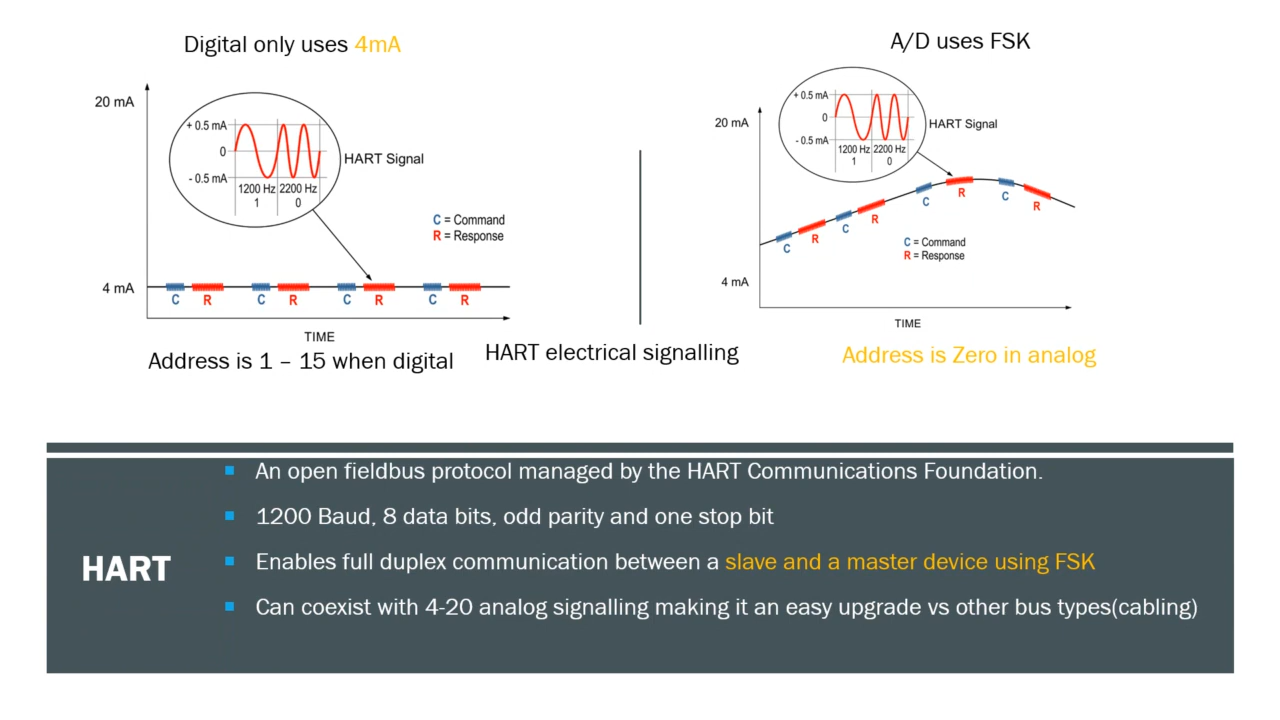 Digital only uses 4mA
20 mA
+ 0.5 mA
0
- 0.5 mA
1200 Hz 2200 Hz
1 0
HART Signal
C = Command
R = Response
4 mA
C R C R C R C R
TIME
Address is 1 – 15 when digital
HART electrical signalling
A/D uses FSK
20 mA
+ 0.5 mA
0
- 0.5 mA
1200 Hz 2200 Hz
1 0
HART Signal
C R C R C R C R
C = Command
R = Response
4 mA
TIME
Address is Zero in analog
HART
An open fieldbus protocol managed by the HART Communications Foundation.
1200 Baud, 8 data bits, odd parity and one stop bit
Enables full duplex communication between a slave and a master device using FSK
Can coexist with 4-20 analog signalling making it an easy upgrade vs other bus types(cabling)